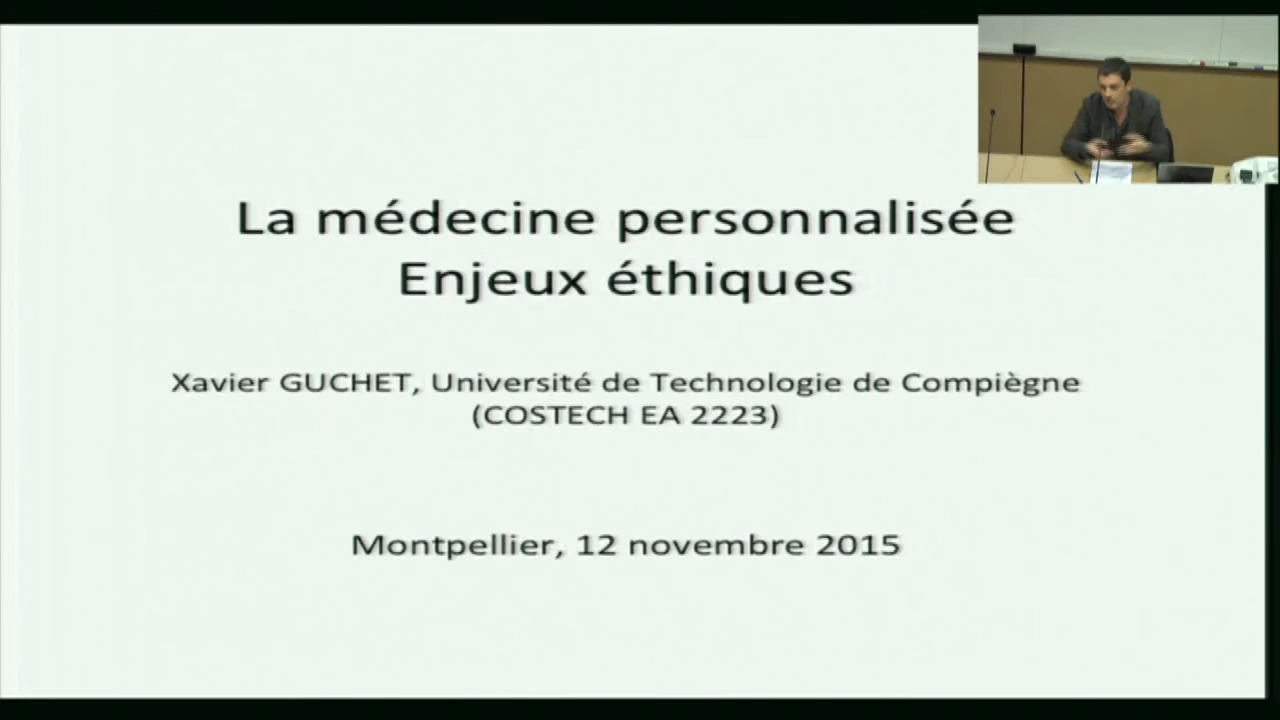 La médecine personnalisée
Enjeux éthiques
Xavier GUCHET, Université de Technologie de Compiègne
(COSTECH EA 2223)
Montpellier, 12 novembre 2015